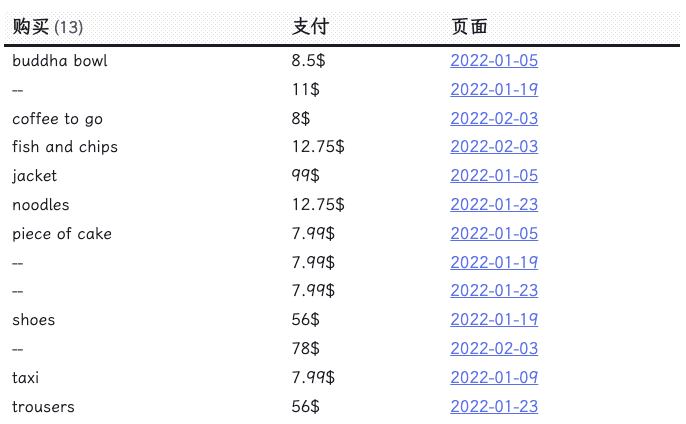 购买 (13) 支付 页面
buddha bowl 8.5$ 2022-01-05
-- 11$ 2022-01-19
coffee to go 8$ 2022-02-03
fish and chips 12.75$ 2022-02-03
jacket 99$ 2022-01-05
noodles 12.75$ 2022-01-23
piece of cake 7.99$ 2022-01-05
-- 7.99$ 2022-01-19
-- 7.99$ 2022-01-23
shoes 56$ 2022-01-19
-- 78$ 2022-02-03
taxi 7.99$ 2022-01-09
trousers 56$ 2022-01-23